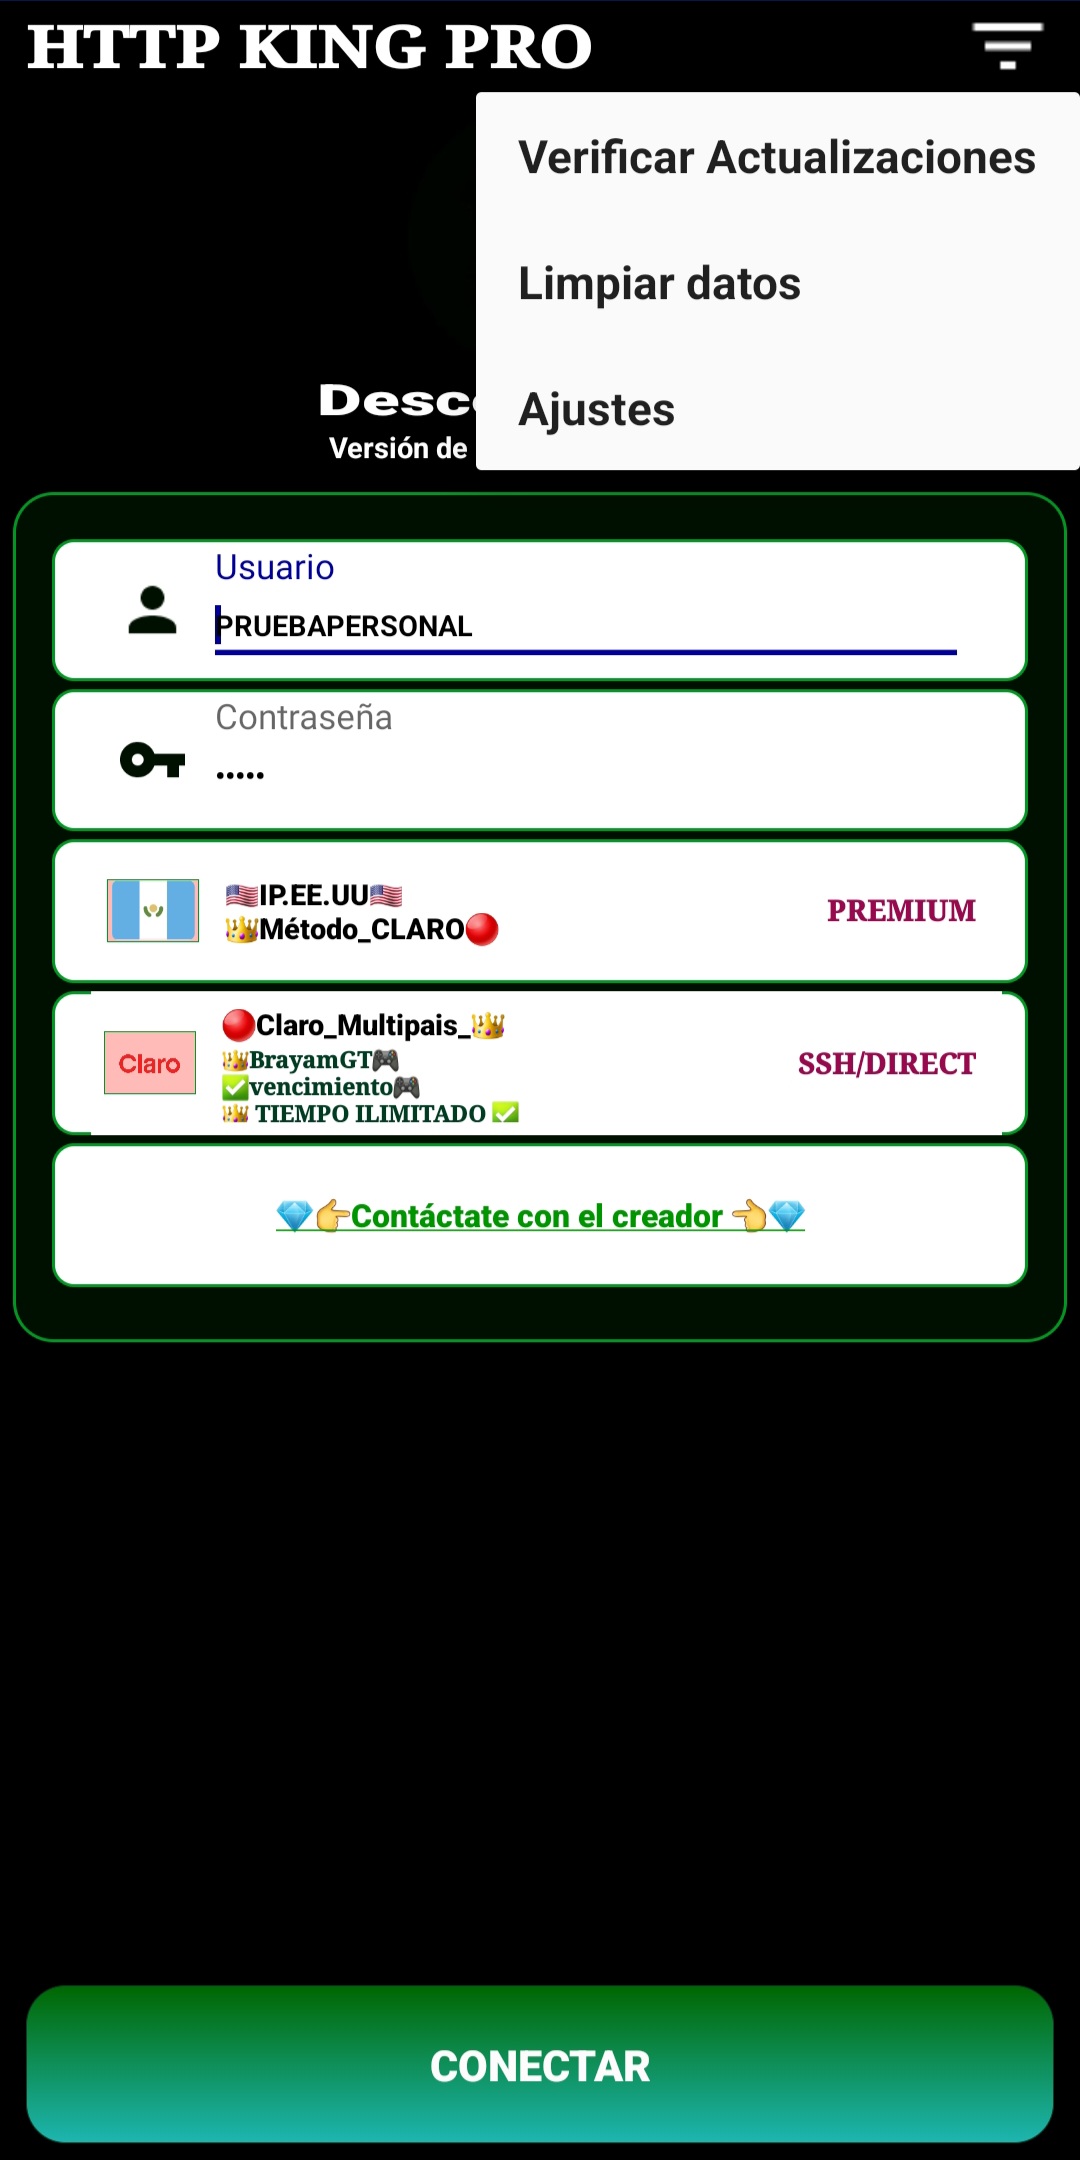 HTTP KING PRO
Verificar Actualizaciones
Limpiar datos
Ajustes
Versión de
Usuario
PRUEBAPERSONAL
Contraseña
•••••
🇺🇸IP.EE.UU🇺🇸
👑Método_CLARO🔴
PREMIUM
Claro
🔴Claro_Multipais_👑
👑BrayamGT🎮
✅vencimiento🎮
👑 TIEMPO ILIMITADO ✅
SSH/DIRECT
💎👉Contáctate con el creador 👈💎
CONECTAR